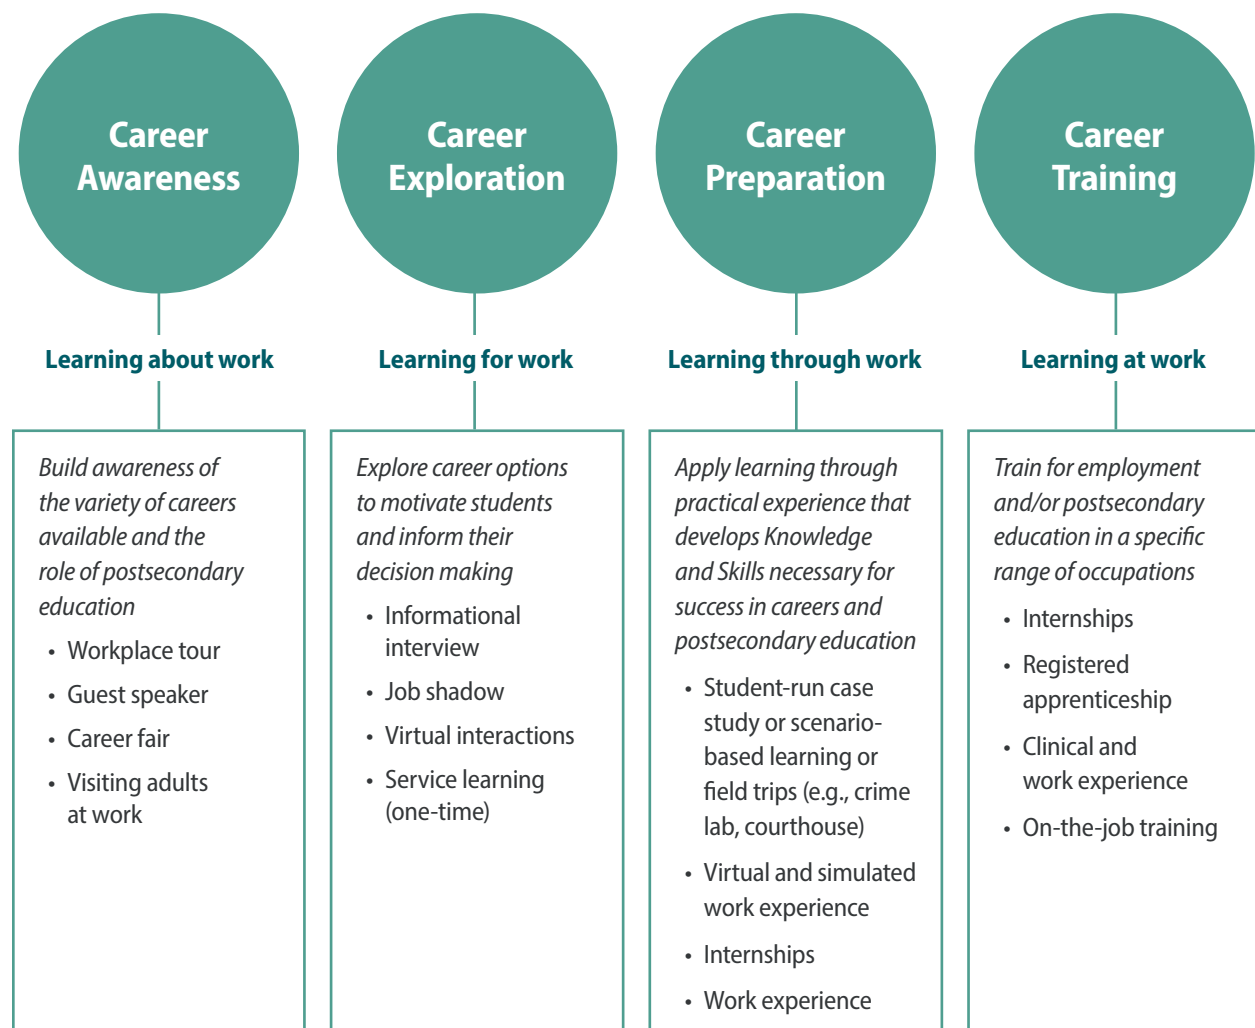 Career
Awareness
Learning about work
Build awareness of
the variety of careers
available and the
role of postsecondary
education
• Workplace tour
• Guest speaker
• Career fair
• Visiting adults
at work
Career
Exploration
Learning for work
Explore career options
to motivate students
and inform their
decision making
• Informational
interview
• Job shadow
• Virtual interactions
• Service learning
(one-time)
Career
Preparation
Learning through work
Apply learning through
practical experience that
develops Knowledge
and Skills necessary for
success in careers and
postsecondary education
• Student-run case
study or scenario-
based learning or
field trips (e.g., crime
lab, courthouse)
• Virtual and simulated
work experience
• Internships
• Work experience
Career
Training
Learning at work
Train for employment
and/or postsecondary
education in a specific
range of occupations
• Internships
• Registered
apprenticeship
• Clinical and
work experience
• On-the-job training